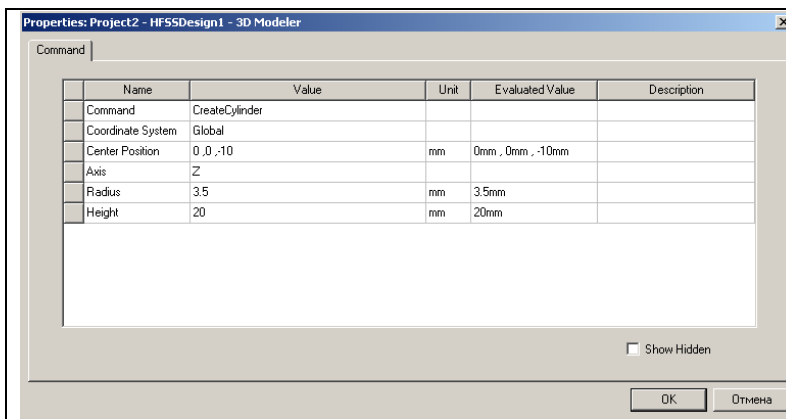 Properties: Project2 - HFSSDesign1 - 3D Modeler
Command
Name Value Unit Evaluated Value Description
Command CreateCylinder
Coordinate System Global
Center Position 0 ,0 ,-10 mm 0mm , 0mm , -10mm
Axis Z
Radius 3.5 mm 3.5mm
Height 20 mm 20mm
Show Hidden
OK Отмена